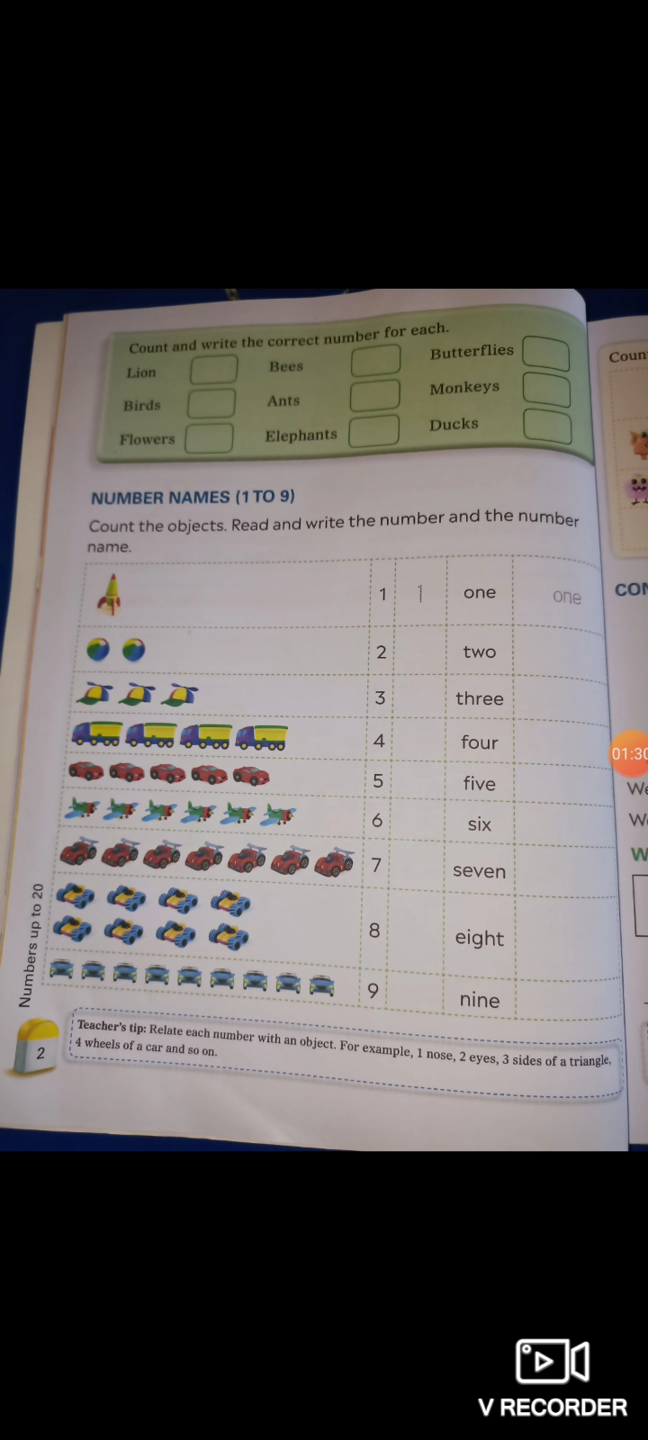 Count and write the correct number for each.
Lion Bees Butterflies
Birds Ants Monkeys
Flowers Elephants Ducks
NUMBER NAMES (1 TO 9)
Count the objects. Read and write the number and the number
name.
1 1 one one
2 two
3 three
4 four
5 five
6 six
7 seven
8 eight
9 nine
Numbers up to 20
Teacher's tip: Relate each number with an object. For example, 1 nose, 2 eyes, 3 sides of a triangle,
4 wheels of a car and so on.
2
Coun
CON
01:30
We
W
V RECORDER